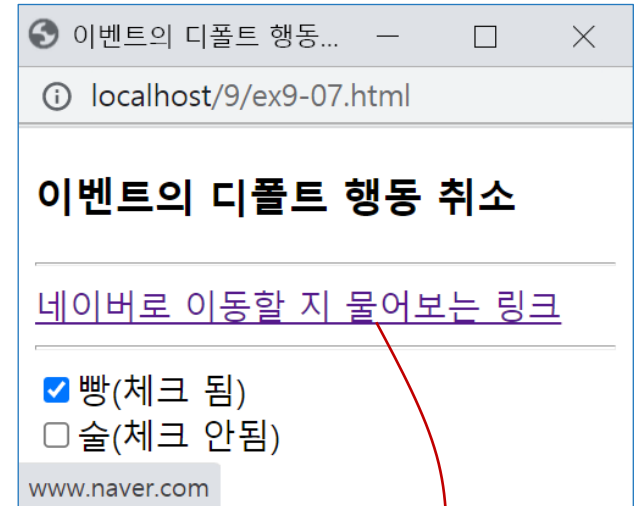 이벤트의 디폴트 행동...
localhost/9/ex9-07.html
이벤트의 디폴트 행동 취소
네이버로 이동할 지 물어보는 링크
빵(체크 됨)
술(체크 안됨)
www.naver.com